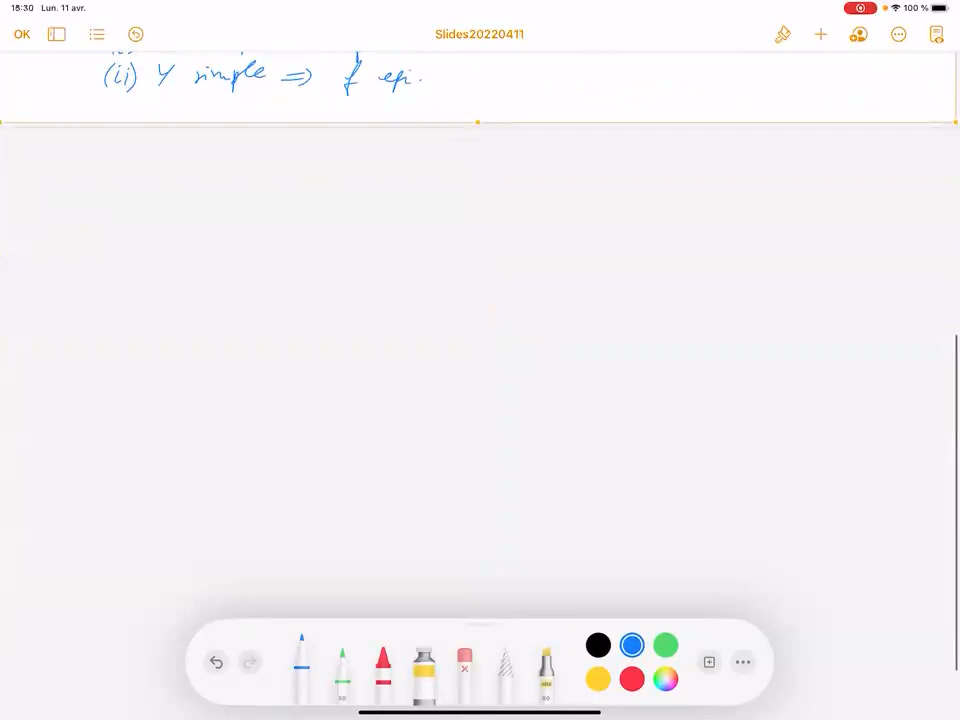 18:30 Lun. 11 avr. 100 %
OK Slides20220411
(ii) Y simple => f epi.